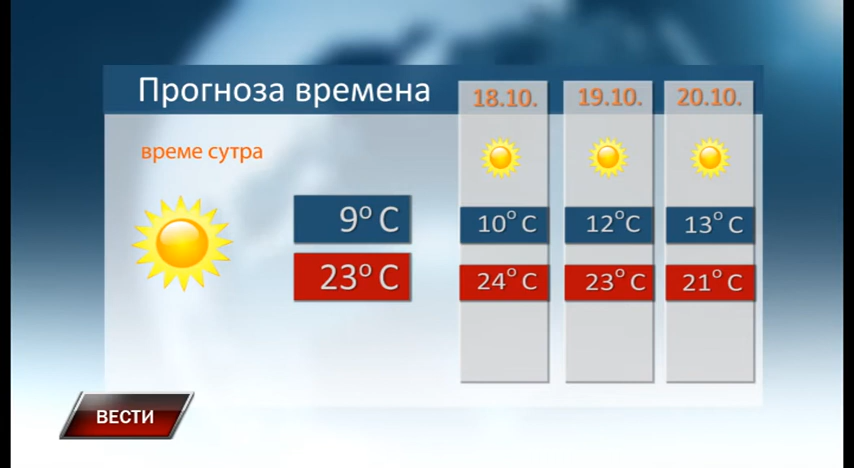 Прогноза времена
време сутра
9° C
23° C
18.10.
10° C
24° C
19.10.
12°C
23° C
20.10.
13° C
21° C
ВЕСТИ